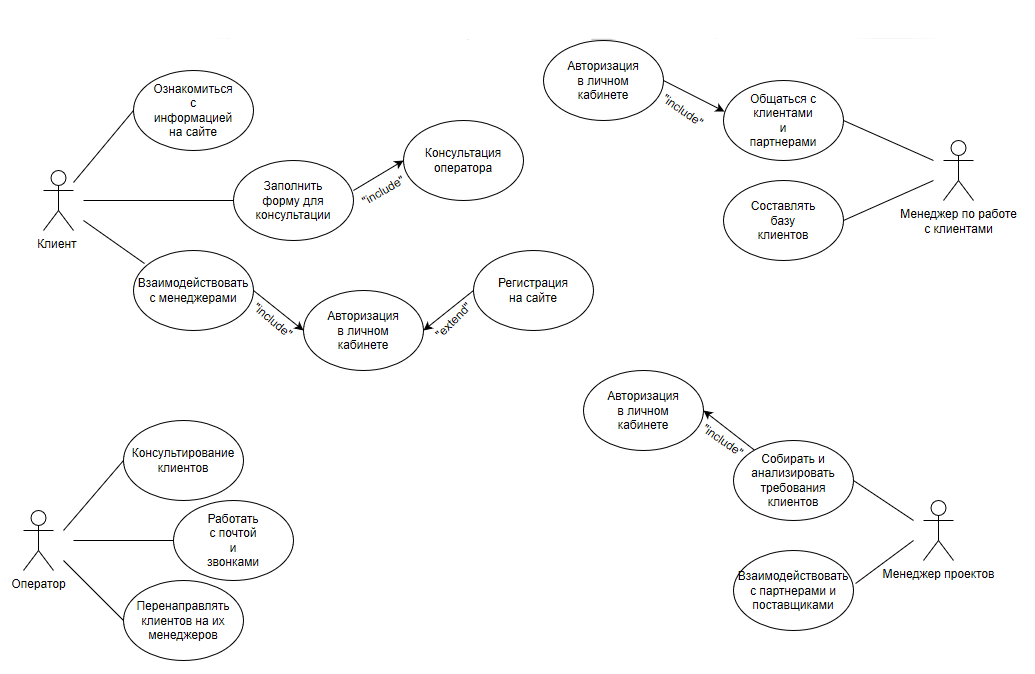 Ознакомиться
с
информацией
на сайте
Заполнить
форму для
консультации
"include"
Консультация
оператора
Клиент
Взаимодействовать
с менеджерами
"include"
Авторизация
в личном
кабинете
"extend"
Регистрация
на сайте
Авторизация
в личном
кабинете
"include"
Общаться с
клиентами
и
партнерами
Составлять
базу
клиентов
Менеджер по работе
с клиентами
Консультирование
клиентов
Работать
с почтой
и
звонками
Перенаправлять
клиентов на их
менеджеров
Оператор
Авторизация
в личном
кабинете
"include"
Собирать и
анализировать
требования
клиентов
Взаимодействовать
с партнерами и
поставщиками
Менеджер проектов